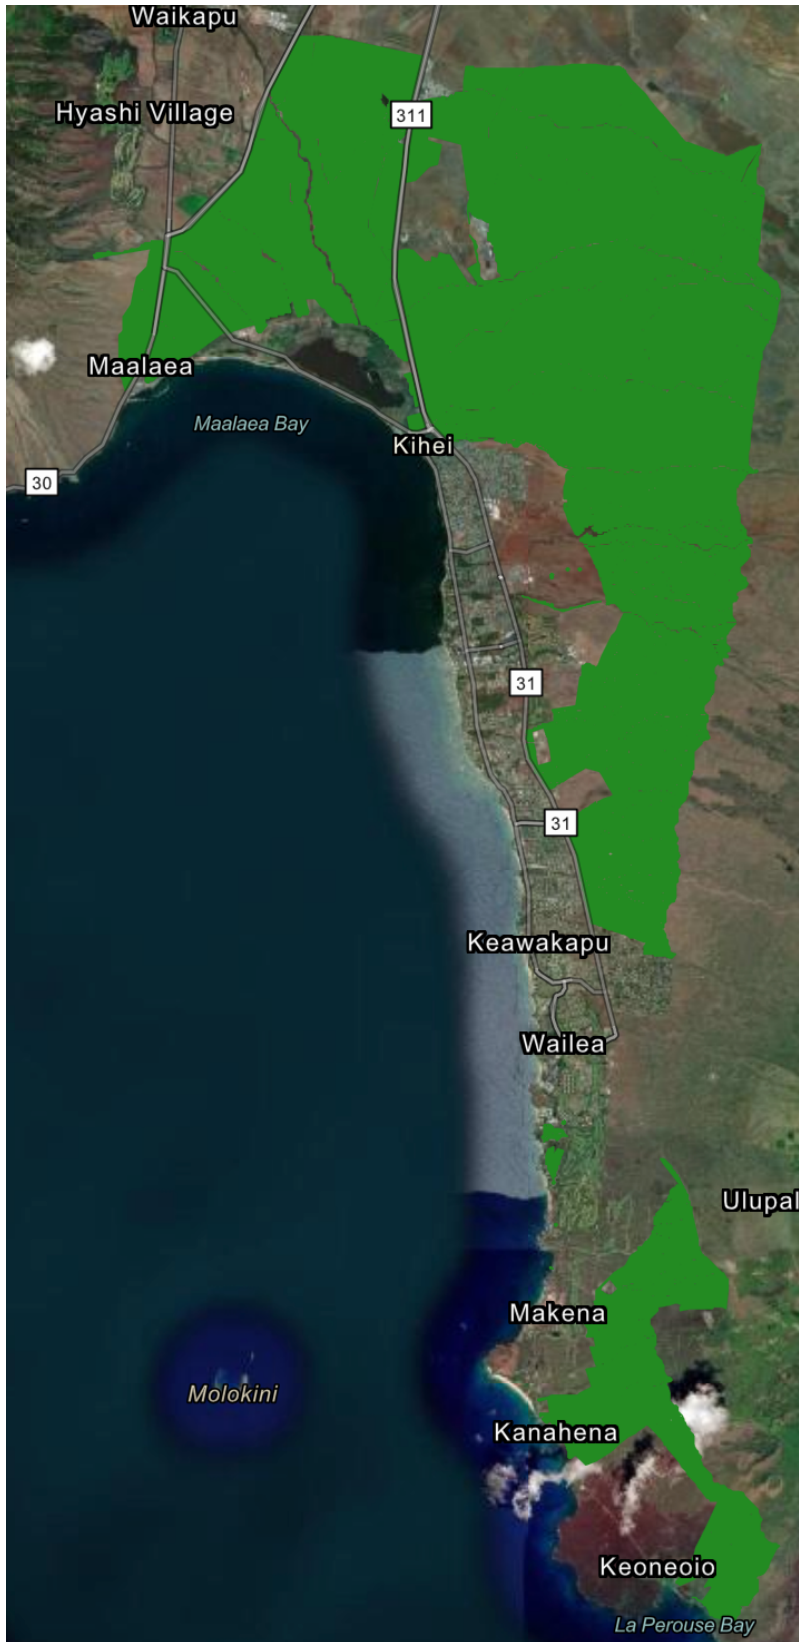 Waikapu
Hyashi Village
311
Maalaea
Maalaea Bay
Kihei
30
31
31
Keawakapu
Wailea
Ulupal
Makena
Molokini
Kanahena
Keoneoio
La Perouse Bay